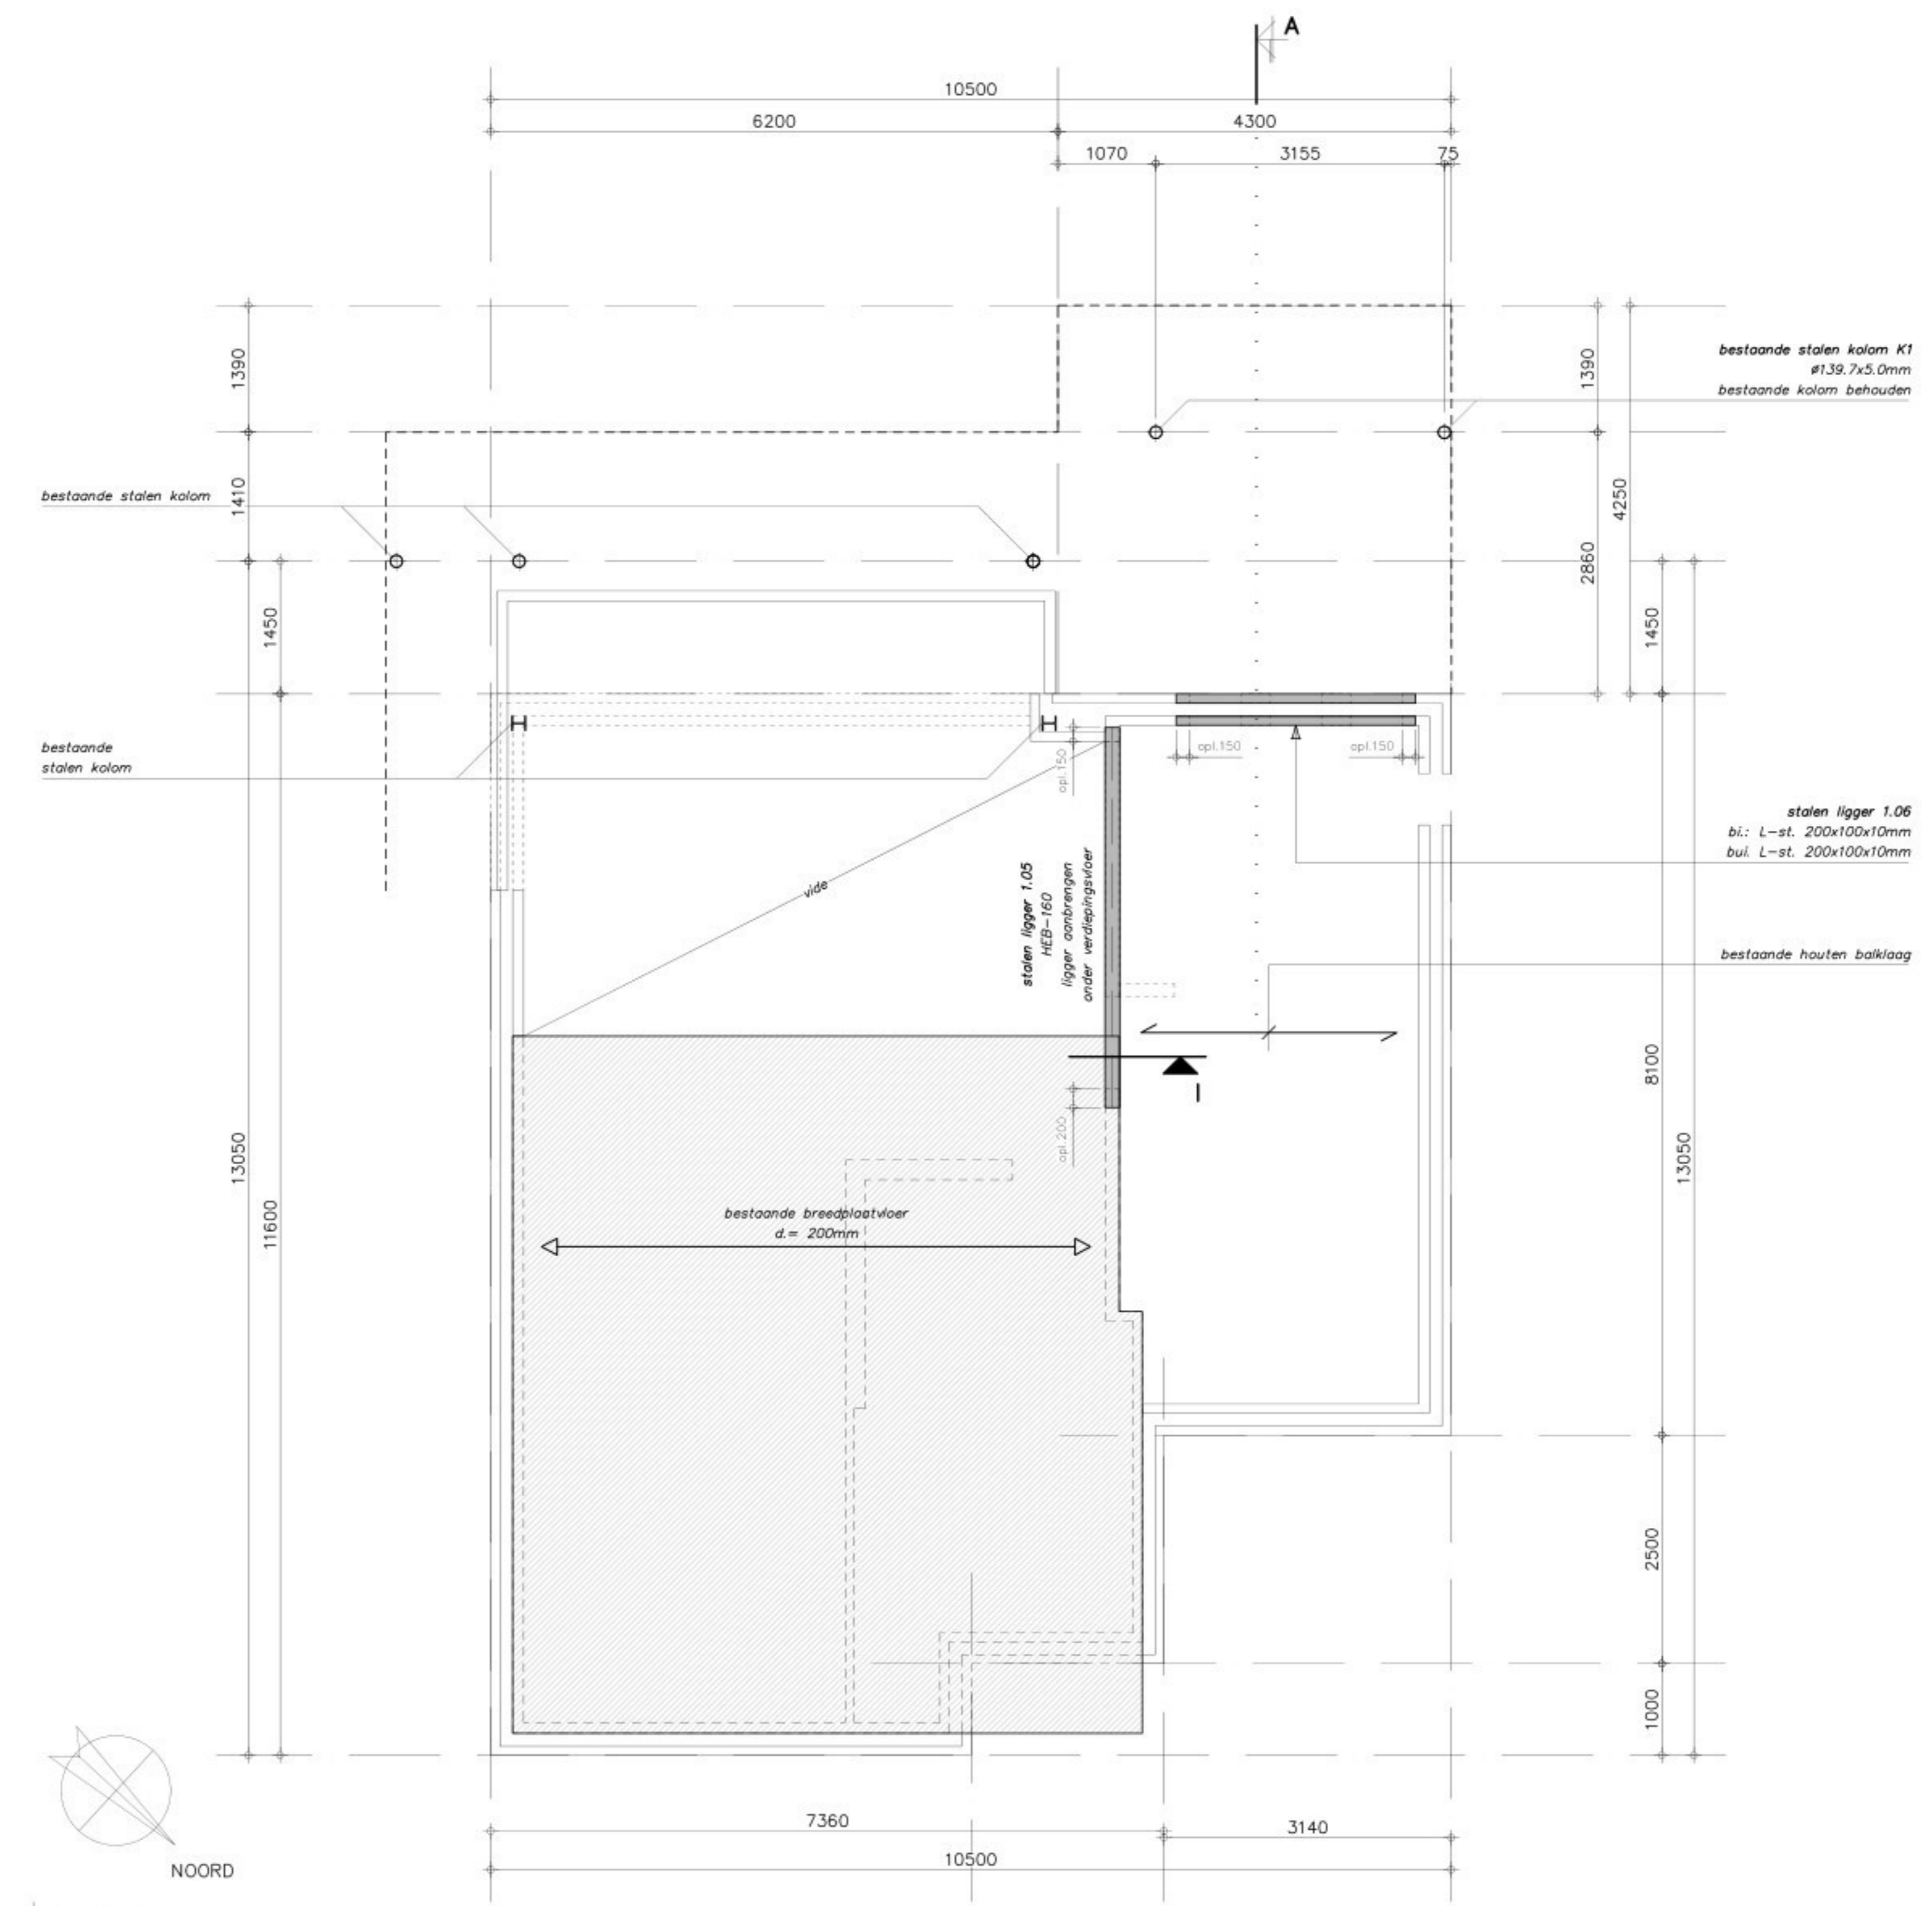 A
10500
6200
4300
1070
3155
75
1390
1410
1450
13050
11600
bestaande stalen kolom
bestaande
stalen kolom
bestaande stalen kolom K1
ø139.7x5.0mm
bestaande kolom behouden
1390
4250
2860
1450
8100
13050
2500
1000
opl.150
opl.150
opl.150
stalen ligger 1.06
bi.: L-st. 200x100x10mm
bui. L-st. 200x100x10mm
vide
stalen ligger 1.05
HEB-160
ligger aanbrengen
onder verdiepingsvloer
bestaande houten balklaag
I
opl.200
bestaande breedplaatvloer
d.= 200mm
NOORD
7360
3140
10500